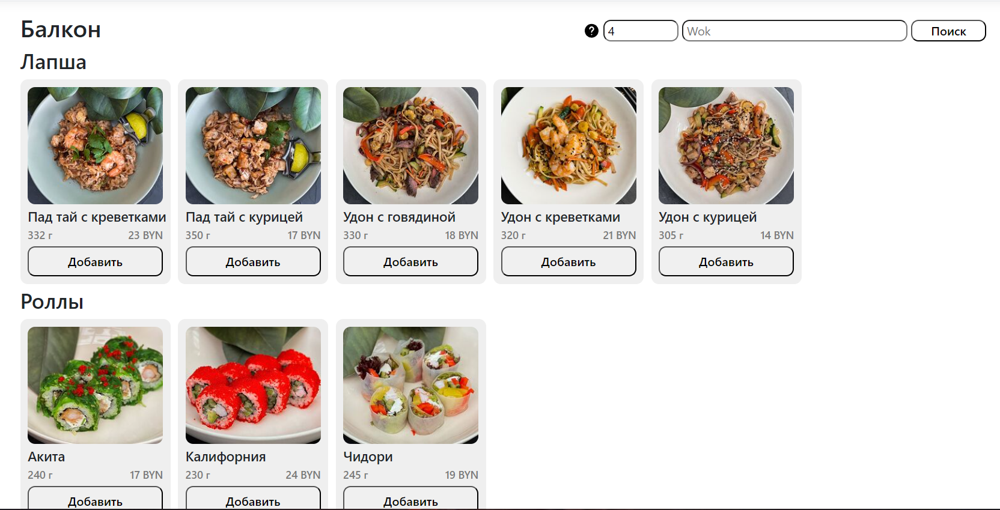 Балкон
? 4 Wok Поиск
Лапша
Пад тай с креветками Пад тай с курицей Удон с говядиной Удон с креветками Удон с курицей
332 г 23 BYN 350 г 17 BYN 330 г 18 BYN 320 г 21 BYN 305 г 14 BYN
Добавить Добавить Добавить Добавить Добавить
Роллы
Акита Калифорния Чидори
240 г 17 BYN 230 г 24 BYN 245 г 19 BYN
Добавить Добавить Добавить